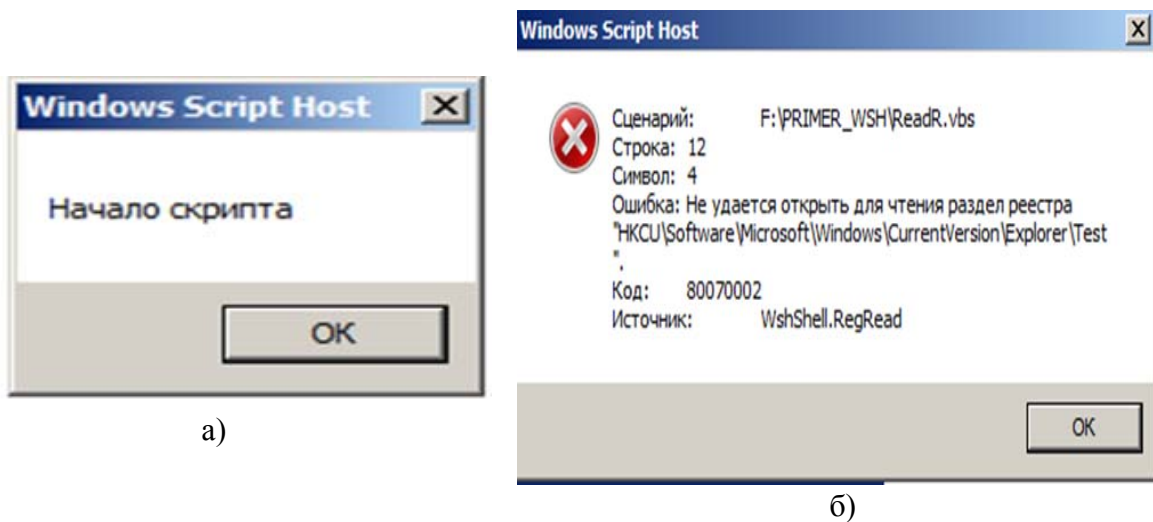 Windows Script Host
Начало скрипта
OK
а)
Windows Script Host
Сценарий: F:\PRIMER_WSH\ReadR.vbs
Строка: 12
Символ: 4
Ошибка: Не удается открыть для чтения раздел реестра
"HKCU\Software\Microsoft\Windows\CurrentVersion\Explorer\Test
".
Код: 80070002
Источник: WshShell.RegRead
OK
б)